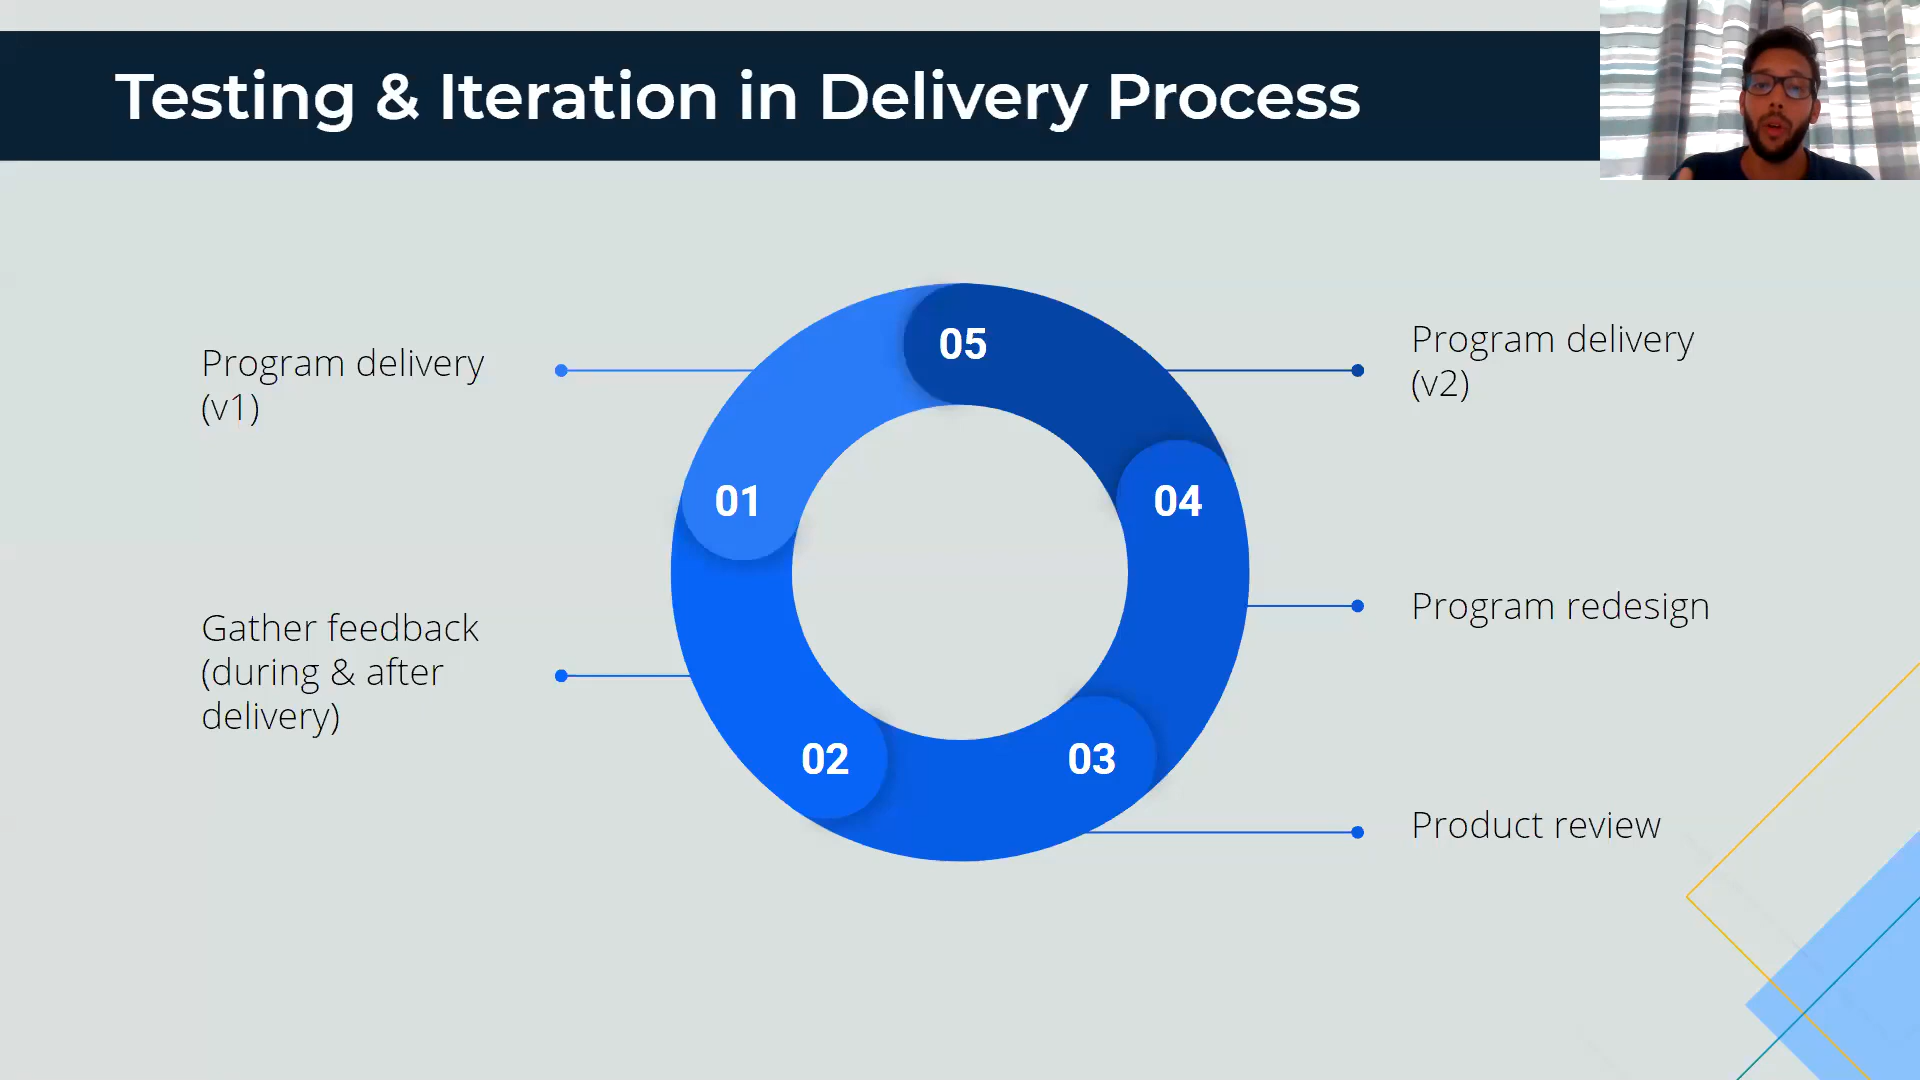 Testing & Iteration in Delivery Process
Program delivery
(v1)
Gather feedback
(during & after
delivery)
05
01
04
02
03
Program delivery
(v2)
Program redesign
Product review